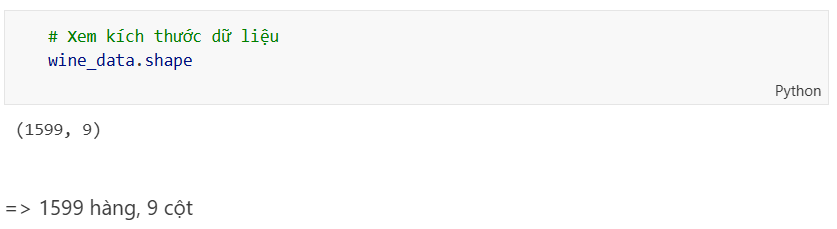 # Xem kích thước dữ liệu
wine_data.shape
Python
(1599, 9)
=> 1599 hàng, 9 cột